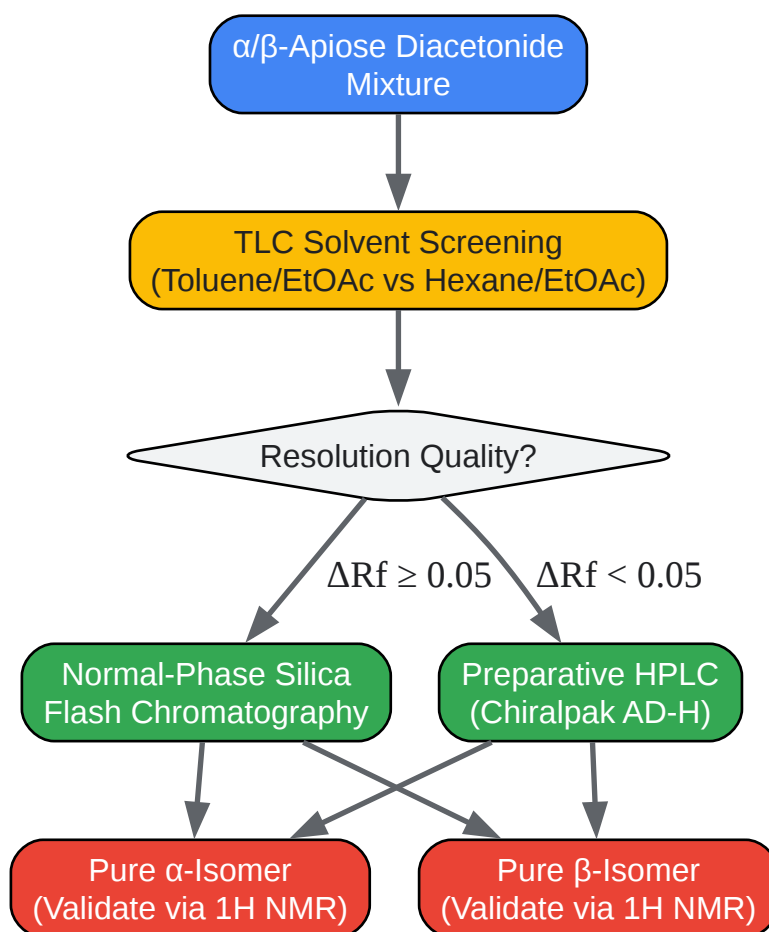 α/β-Apiose Diacetonide
Mixture
TLC Solvent Screening
(Toluene/EtOAc vs Hexane/EtOAc)
Resolution Quality?
ΔRf ≥ 0.05
ΔRf < 0.05
Normal-Phase Silica
Flash Chromatography
Preparative HPLC
(Chiralpak AD-H)
Pure α-Isomer
(Validate via 1H NMR)
Pure β-Isomer
(Validate via 1H NMR)